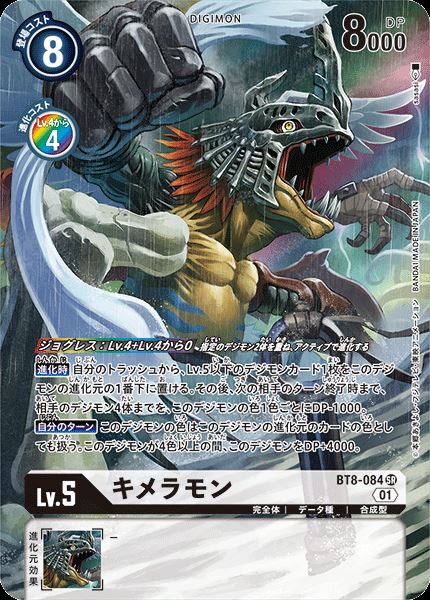 DIGIMON
登場コスト
8
DP
8000
進化コスト
Lv.4から
4
sasasi
BANDAI MADE IN JAPAN
ジョグレス：Lv.4+Lv.4から0 指定のデジモン2体を重ね、アクティブで進化する
進化時 自分のトラッシュから、Lv.5以下のデジモンカード1枚をこのデジ
モンの進化元の1番下に置ける。その後、次の相手のターン終了時まで、
相手のデジモン4体までを、このデジモンの色1色ごとにDP-1000。
自分のターン このデジモンの色はこのデジモンの進化元のカードの色とし
ても扱う。このデジモンが4色以上の間、このデジモンをDP+4000。
Lv.5
キメラモン
BT8-084 SR
01
完全体 データ種 合成型
進化元効果
-